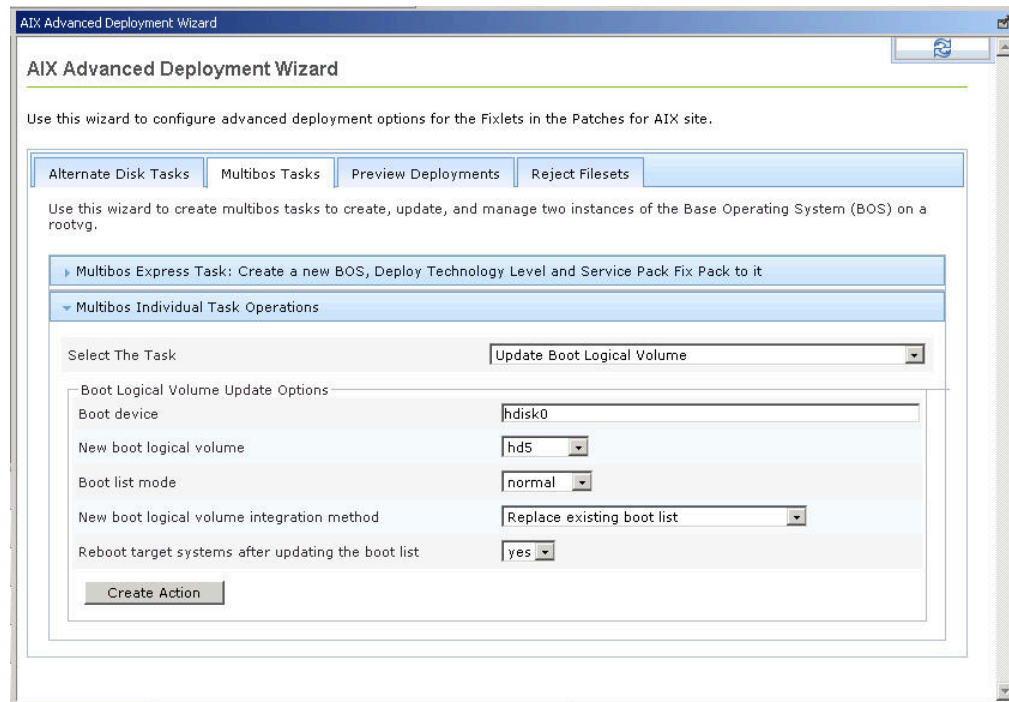 AIX Advanced Deployment Wizard
AIX Advanced Deployment Wizard
Use this wizard to configure advanced deployment options for the Fixlets in the Patches for AIX site.
Alternate Disk Tasks
Multibos Tasks
Preview Deployments
Reject Filesets
Use this wizard to create multibos tasks to create, update, and manage two instances of the Base Operating System (BOS) on a
rootvg.
Multibos Express Task: Create a new BOS, Deploy Technology Level and Service Pack Fix Pack to it
Multibos Individual Task Operations
Select The Task Update Boot Logical Volume
Boot Logical Volume Update Options
Boot device hdisk0
New boot logical volume hd5
Boot list mode normal
New boot logical volume integration method Replace existing boot list
Reboot target systems after updating the boot list yes
Create Action